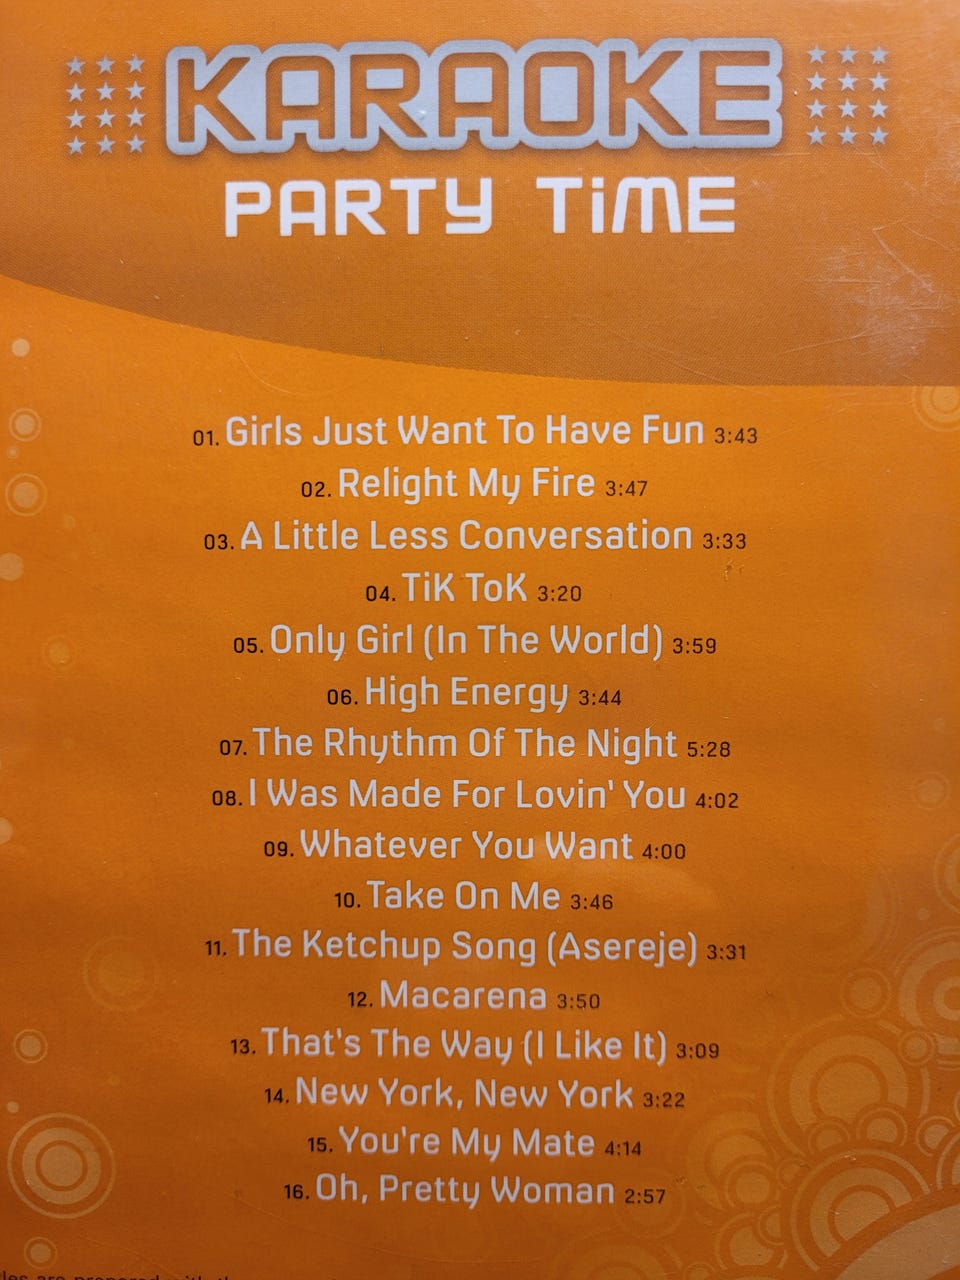 KARAOKE
PARTY TiME
01. Girls Just Want To Have Fun 3:43
02. Relight My Fire 3:47
03. A Little Less Conversation 3:33
04. TiK ToK 3:20
05. Only Girl (In The World) 3:59
06. High Energy 3:44
07. The Rhythm Of The Night 5:28
08. I Was Made For Lovin' You 4:02
09. Whatever You Want 4:00
10. Take On Me 3:46
11. The Ketchup Song (Asereje) 3:31
12. Macarena 3:50
13. That's The Way (I Like It) 3:09
14. New York, New York 3:22
15. You're My Mate 4:14
16. Oh, Pretty Woman 2:57
are prepared with